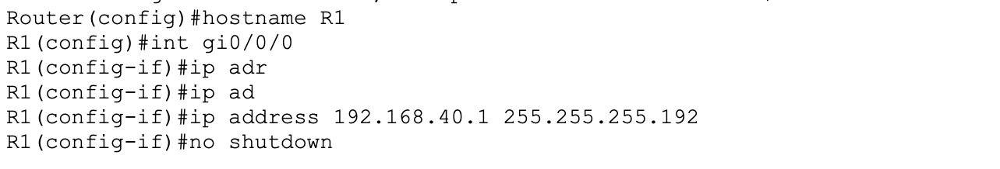 Router(config)#hostname R1
R1(config)#int gi0/0/0
R1(config-if)#ip adr
R1(config-if)#ip ad
R1(config-if)#ip address 192.168.40.1 255.255.255.192
R1(config-if)#no shutdown